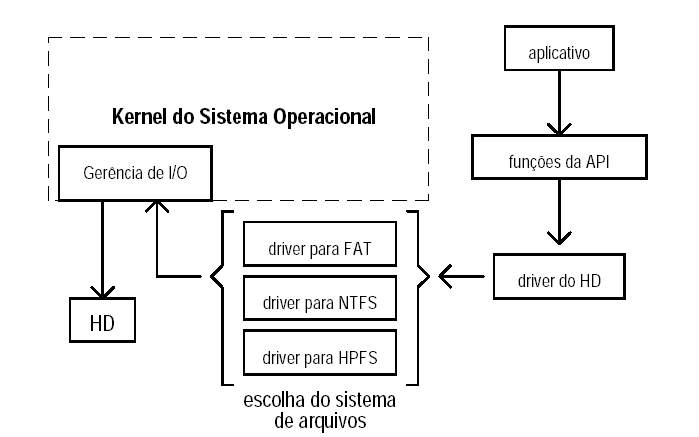 aplicativo
Kernel do Sistema Operacional
Gerência de I/O
funções da API
driver para FAT
driver do HD
driver para NTFS
HD
driver para HPFS
escolha do sistema
de arquivos